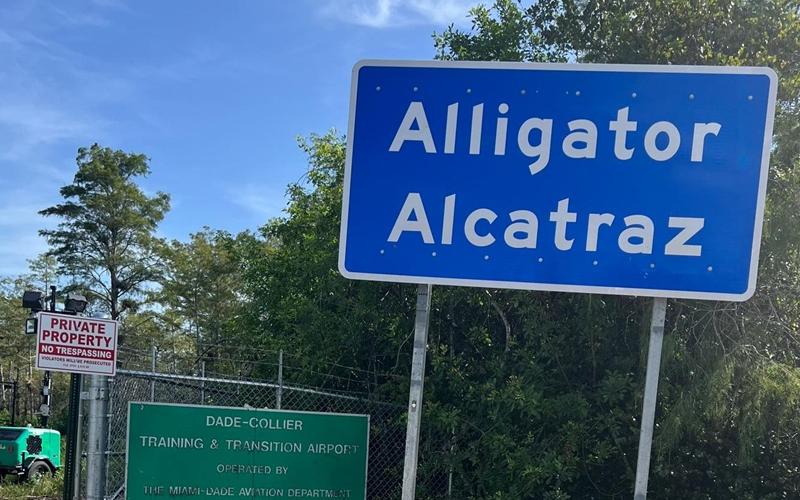 Alligator
Alcatraz
PRIVATE
PROPERTY
NO TRESPASSING
VIOLATORS WILL BE PROSECUTED
DADE-COLLIER
TRAINING & TRANSITION AIRPORT
OPERATED BY
THE MIAMI-DADE AVIATION DEPARTMENT